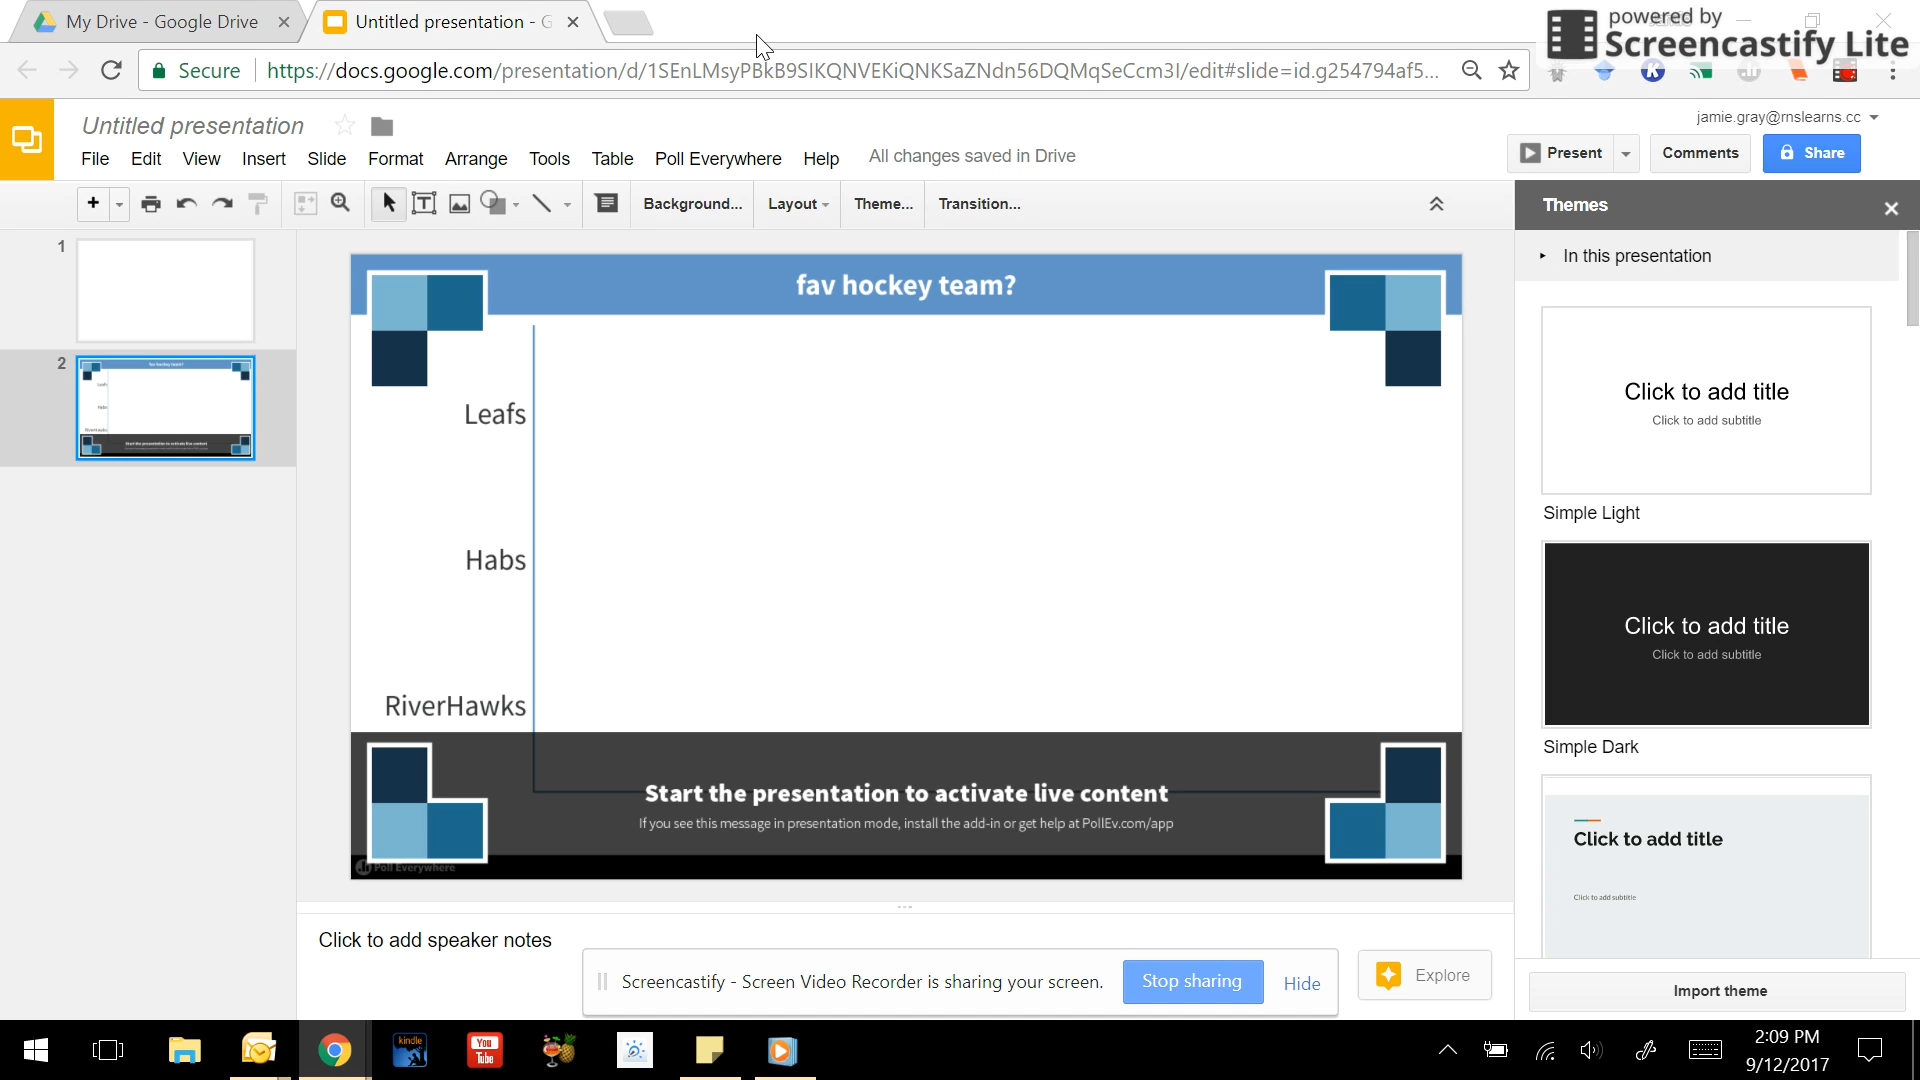 My Drive - Google Drive
Untitled presentation - G
powered by
Screencastify Lite
Secure
https://docs.google.com/presentation/d/1SEnLMsyPBkB9SIKQNVEKiQNKSaZNdn56DQMqSeCcm3I/edit#slide=id.g254794af5...
Untitled presentation
jamie.gray@rnslearns.cc
File Edit View Insert Slide Format Arrange Tools Table Poll Everywhere Help All changes saved in Drive
Present Comments Share
Background... Layout Theme... Transition...
Themes
1
In this presentation
fav hockey team?
2
Leafs
Habs
RiverHawks
Start the presentation to activate live content
If you see this message in presentation mode, install the add-in or get help at PollEv.com/app
Poll Everywhere
Click to add title
Click to add subtitle
Simple Light
Click to add title
Click to add subtitle
Simple Dark
Click to add title
Click to add subtitle
Import theme
Click to add speaker notes
Screencastify - Screen Video Recorder is sharing your screen. Stop sharing Hide
Explore
kindle
You
Tube
2:09 PM
9/12/2017